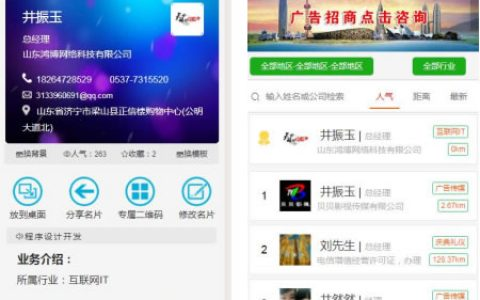 井振玉
总经理
山东鸿博网络科技有限公司
18264728529 0537-7315520
3133960691@qq.com
山东省济宁市梁山县正信楼购物中心(公明
大道北)
换背景 人气：263 收藏：2 换模板
放到桌面 分享名片 专属二维码 修改名片
程序设计开发
业务介绍：
所属行业：互联网IT
广告招商点击咨询
全部地区-全部地区-全部地区 全部行业
输入姓名或公司检索 人气 距离 最新
井振玉 | 总经理 互联网IT
山东鸿博网络科技有限公司 0km
1 井振玉 | 总经理 广告传媒
贝贝影视传媒有限公司 2.67km
2 刘先生 | 总经理 庆典礼仪
电信增值经营许可证，办理 128.37km
井然然 | 广告传媒